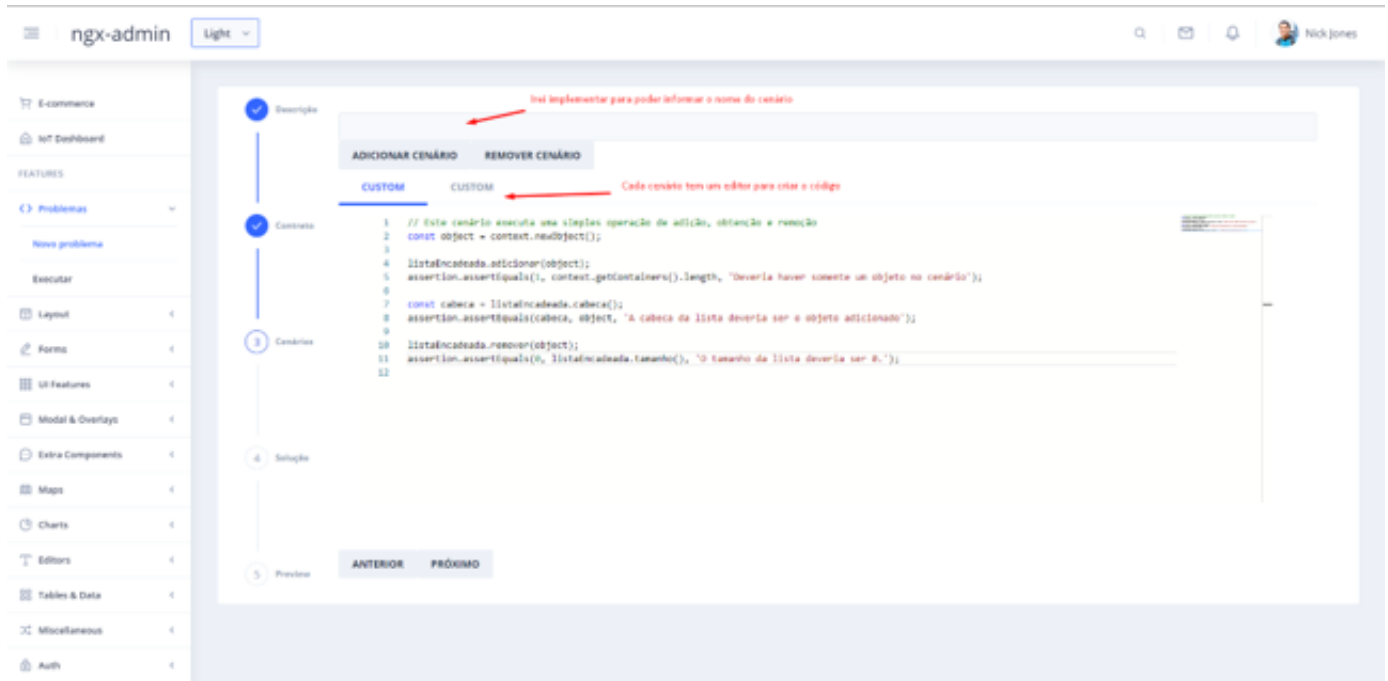 ngx-admin
Light
Nick Jones
E-commerce
IoT Dashboard
FEATURES
Problemas
Novo problema
Executar
Layout
Forms
UI Features
Modal & Overlays
Extra Components
Maps
Charts
Editors
Tables & Data
Miscellaneous
Auth
Descrição
Contrato
3 Cenários
4 Solução
5 Preview
Irei implementar para poder informar o nome do cenário
ADICIONAR CENÁRIO REMOVER CENÁRIO
CUSTOM CUSTOM
Cada cenário tem um editor para criar o código
1 // Este cenário executa uma simples operação de adição, obtenção e remoção
2 const object = context.newObject();
3
4 listaEncadeada.adicionar(object);
5 assertion.assertEquals(1, context.getContainers().length, 'Deveria haver somente um objeto no cenário');
6
7 const cabeca = listaEncadeada.cabeca();
8 assertion.assertEquals(cabeca, object, 'A cabeca da lista deveria ser o objeto adicionado');
9
10 listaEncadeada.remover(object);
11 assertion.assertEquals(0, listaEncadeada.tamanho(), 'O tamanho da lista deveria ser 0.');
12
ANTERIOR PRÓXIMO